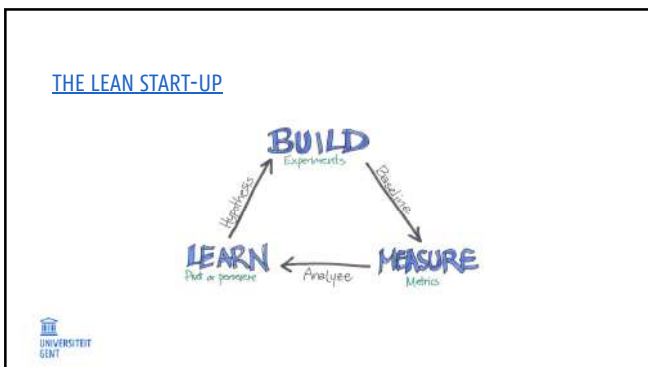 THE LEAN START-UP
BUILD
Experiments
Hypothesis
Baseline
LEARN
Pivot or persevere
Analyze
MEASURE
Metrics
UNIVERSITEIT
GENT